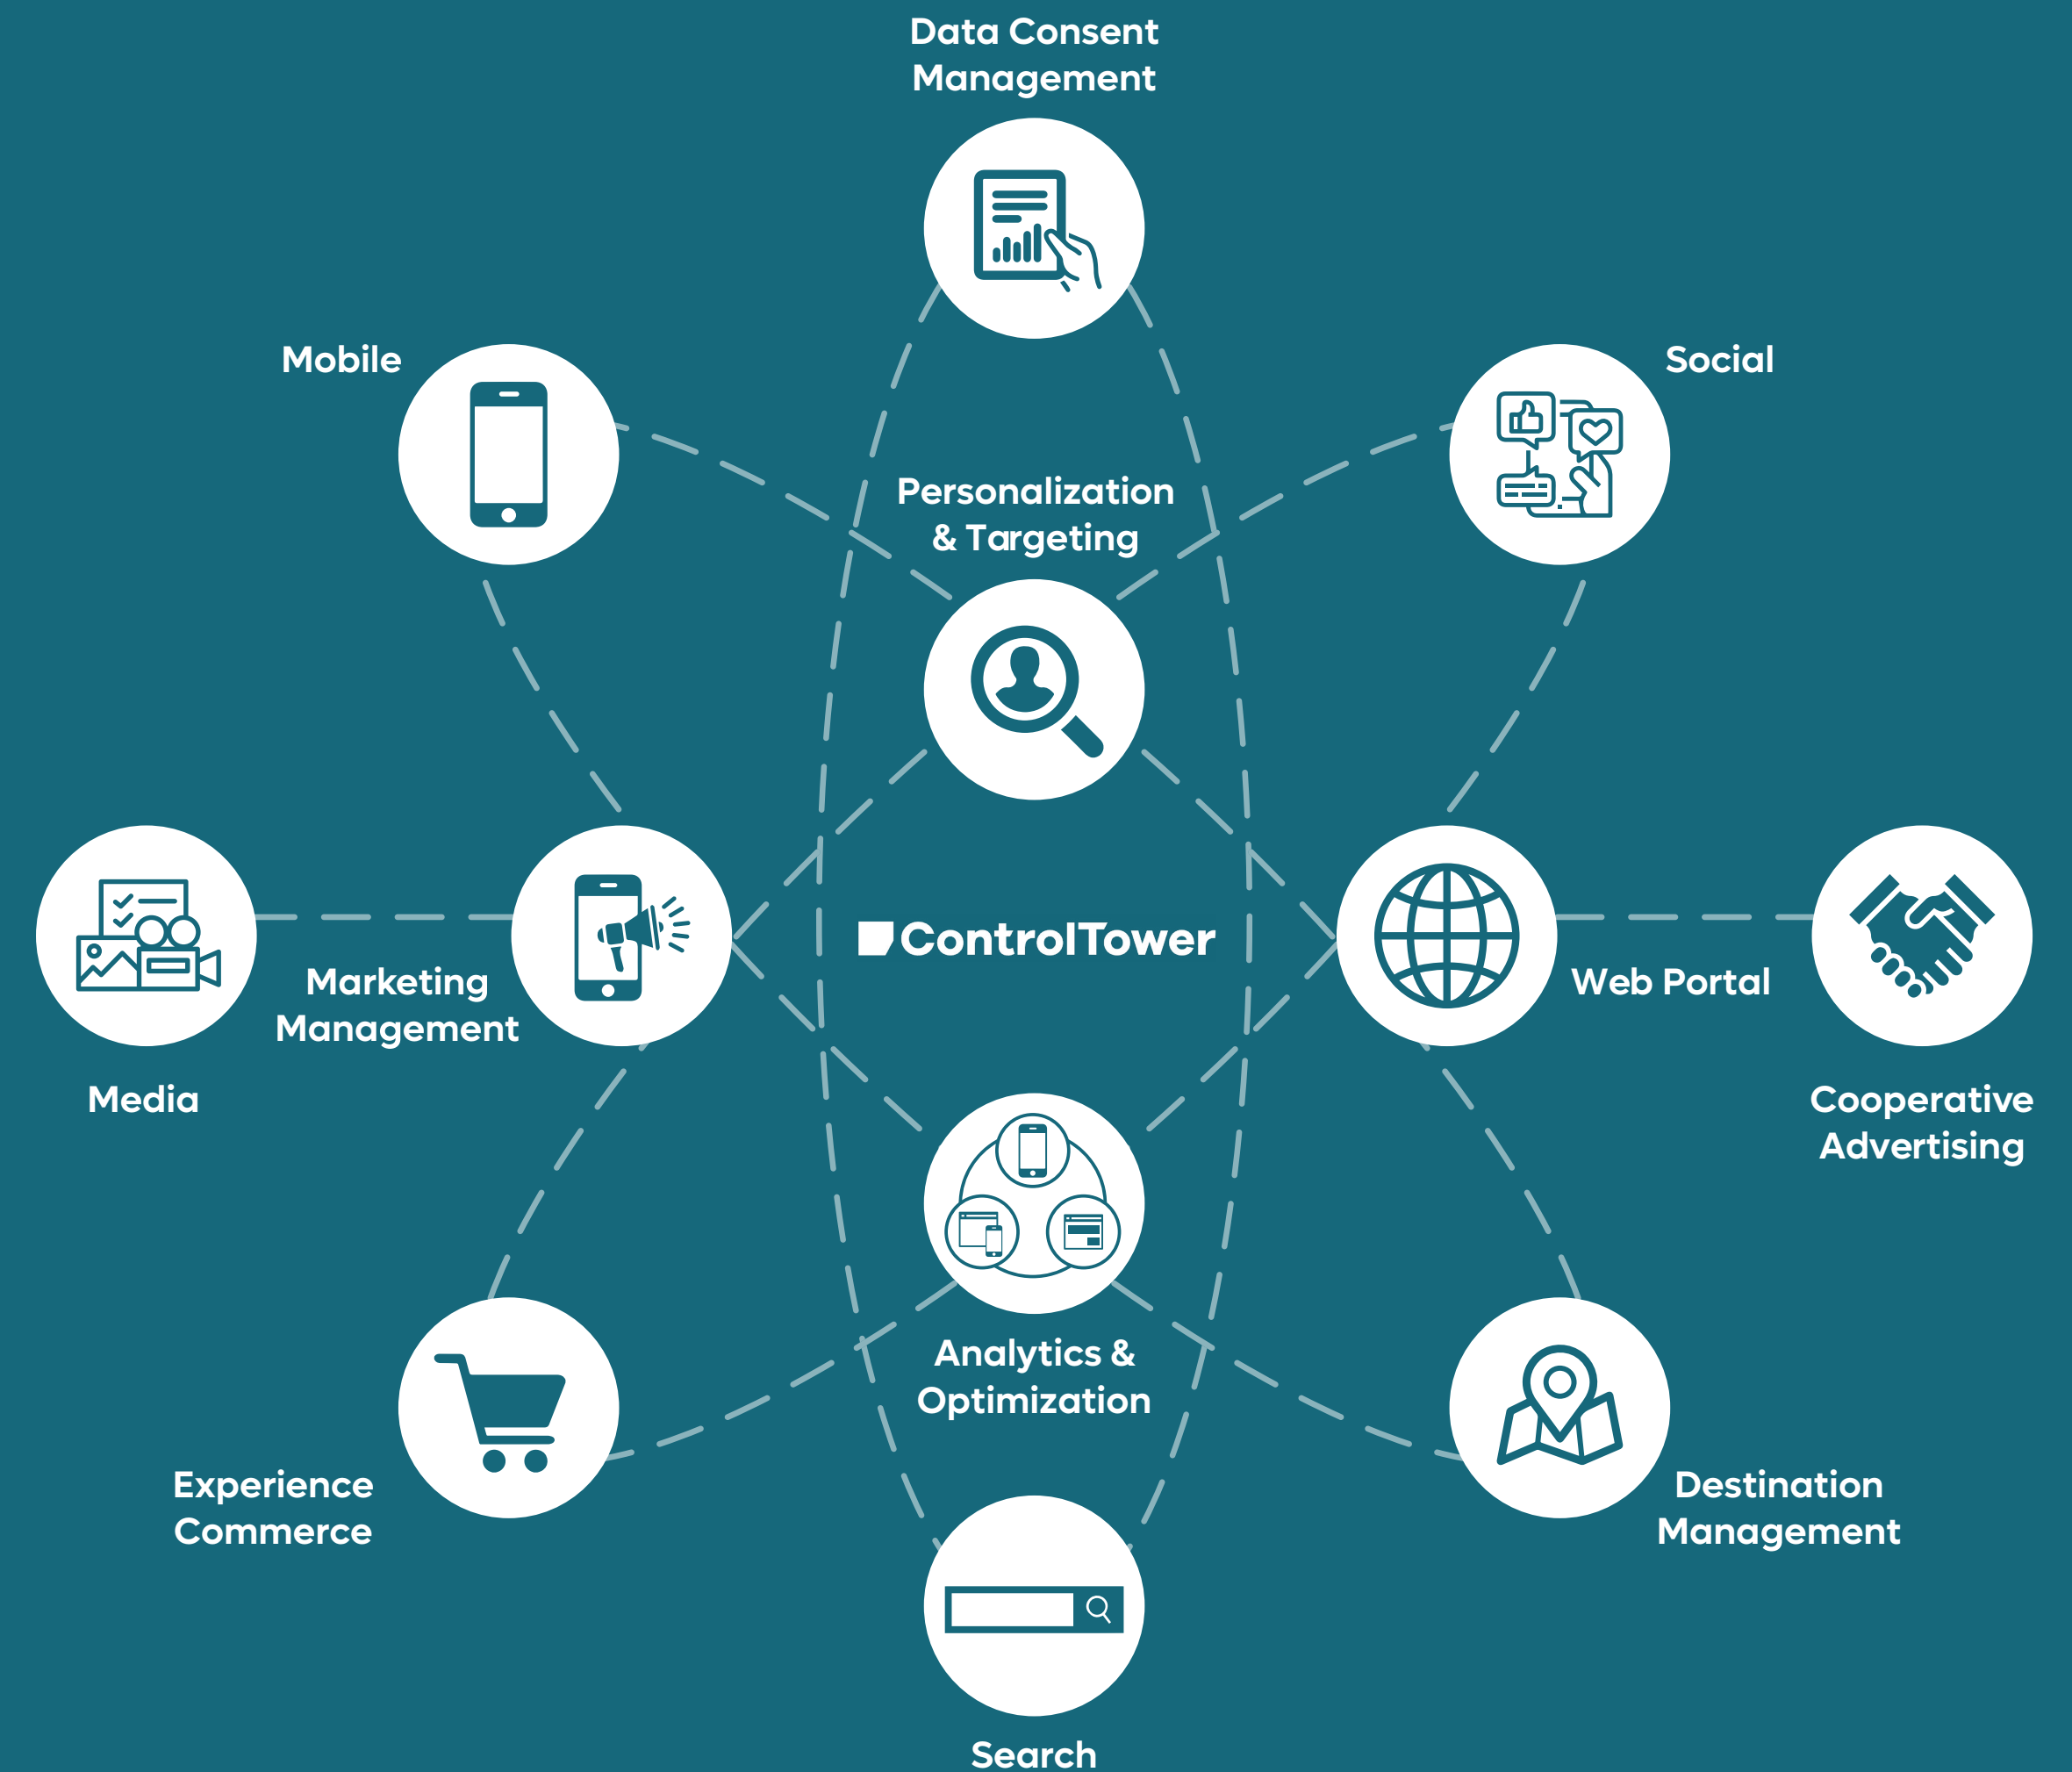 Data Consent
Management
Mobile
Social
Personalization
& Targeting
ControlTower
Marketing
Management
Web Portal
Media
Cooperative
Advertising
Analytics &
Optimization
Experience
Commerce
Destination
Management
Search